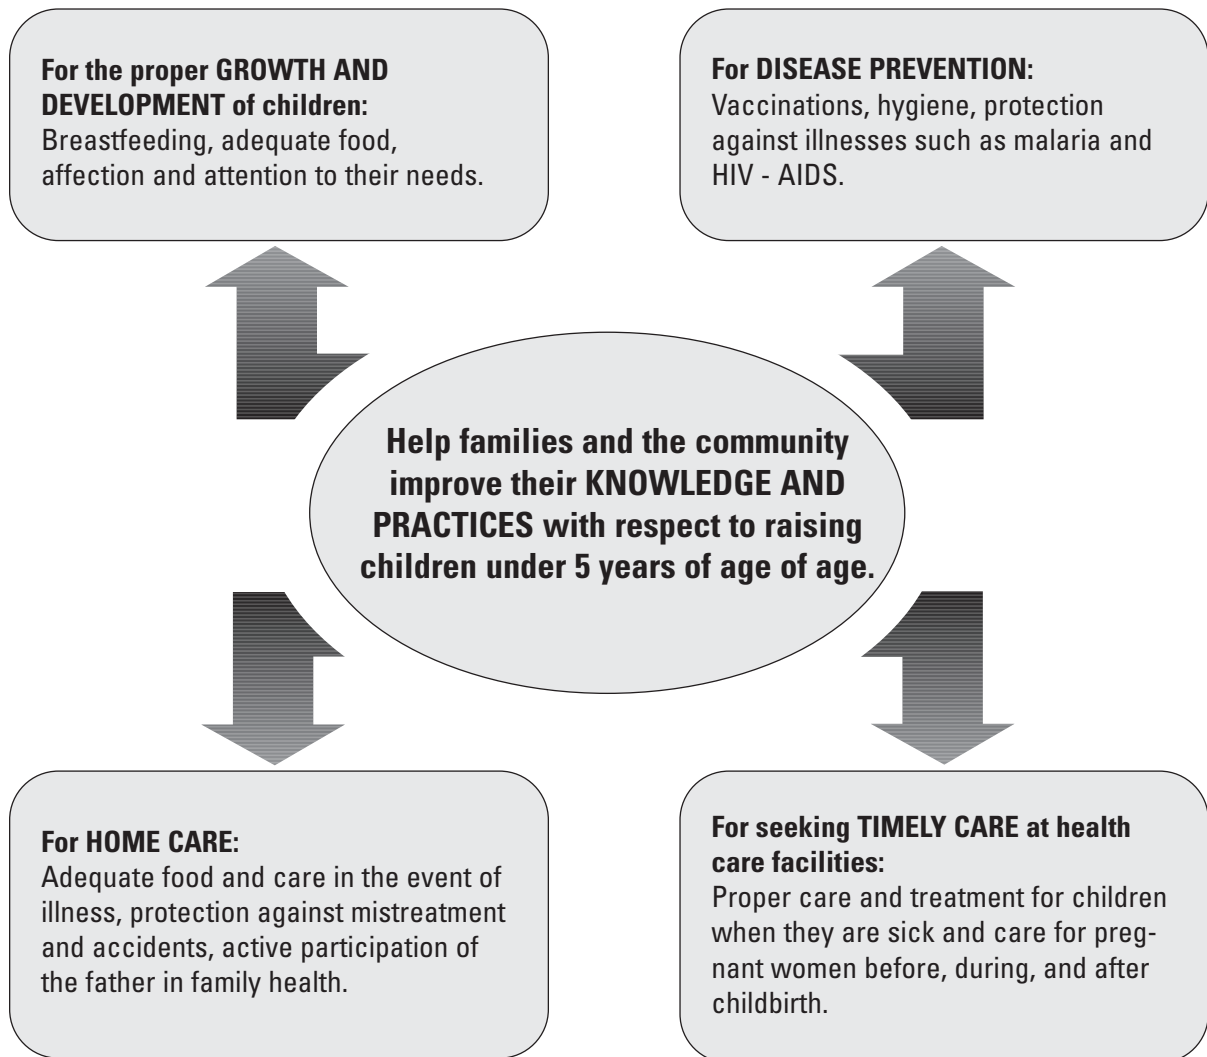 For the proper GROWTH AND
DEVELOPMENT of children:
Breastfeeding, adequate food,
affection and attention to their needs.
For DISEASE PREVENTION:
Vaccinations, hygiene, protection
against illnesses such as malaria and
HIV - AIDS.
Help families and the community
improve their KNOWLEDGE AND
PRACTICES with respect to raising
children under 5 years of age of age.
For HOME CARE:
Adequate food and care in the event of
illness, protection against mistreatment
and accidents, active participation of
the father in family health.
For seeking TIMELY CARE at health
care facilities:
Proper care and treatment for children
when they are sick and care for preg-
nant women before, during, and after
childbirth.